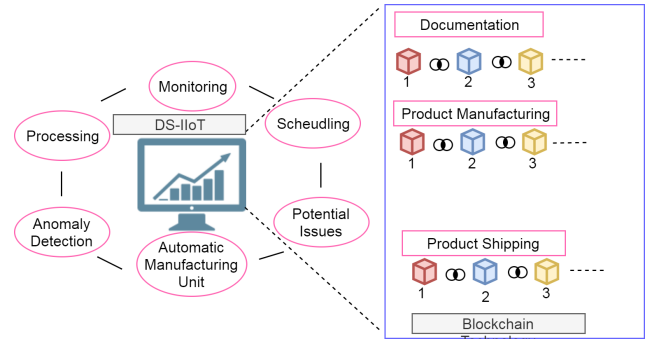 Monitoring
DS-IIoT
Scheudling
Processing
Anomaly
Detection
Potential
Issues
Automatic
Manufacturing
Unit
Documentation
1 2 3
Product Manufacturing
1 2 3
Product Shipping
1 2 3
Blockchain
Technology